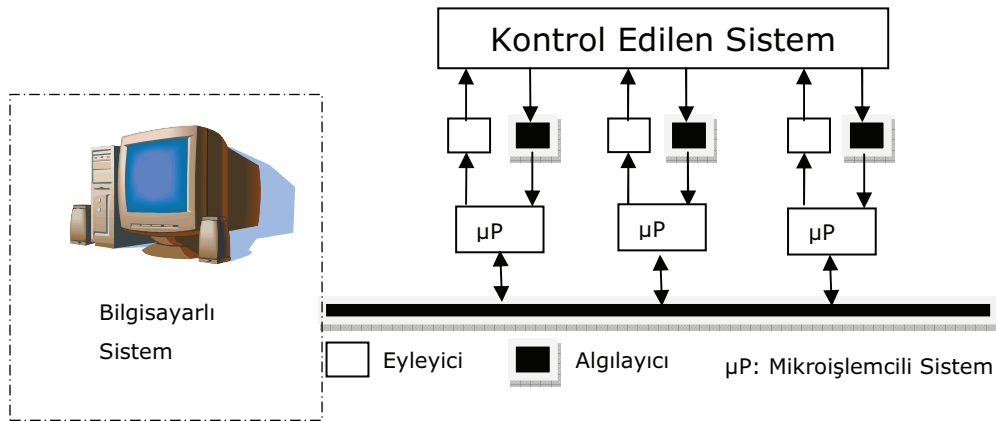 Kontrol Edilen Sistem
µP
µP
µP
Bilgisayarlı
Sistem
Eyleyici
Algılayıcı
µP: Mikroişlemcili Sistem